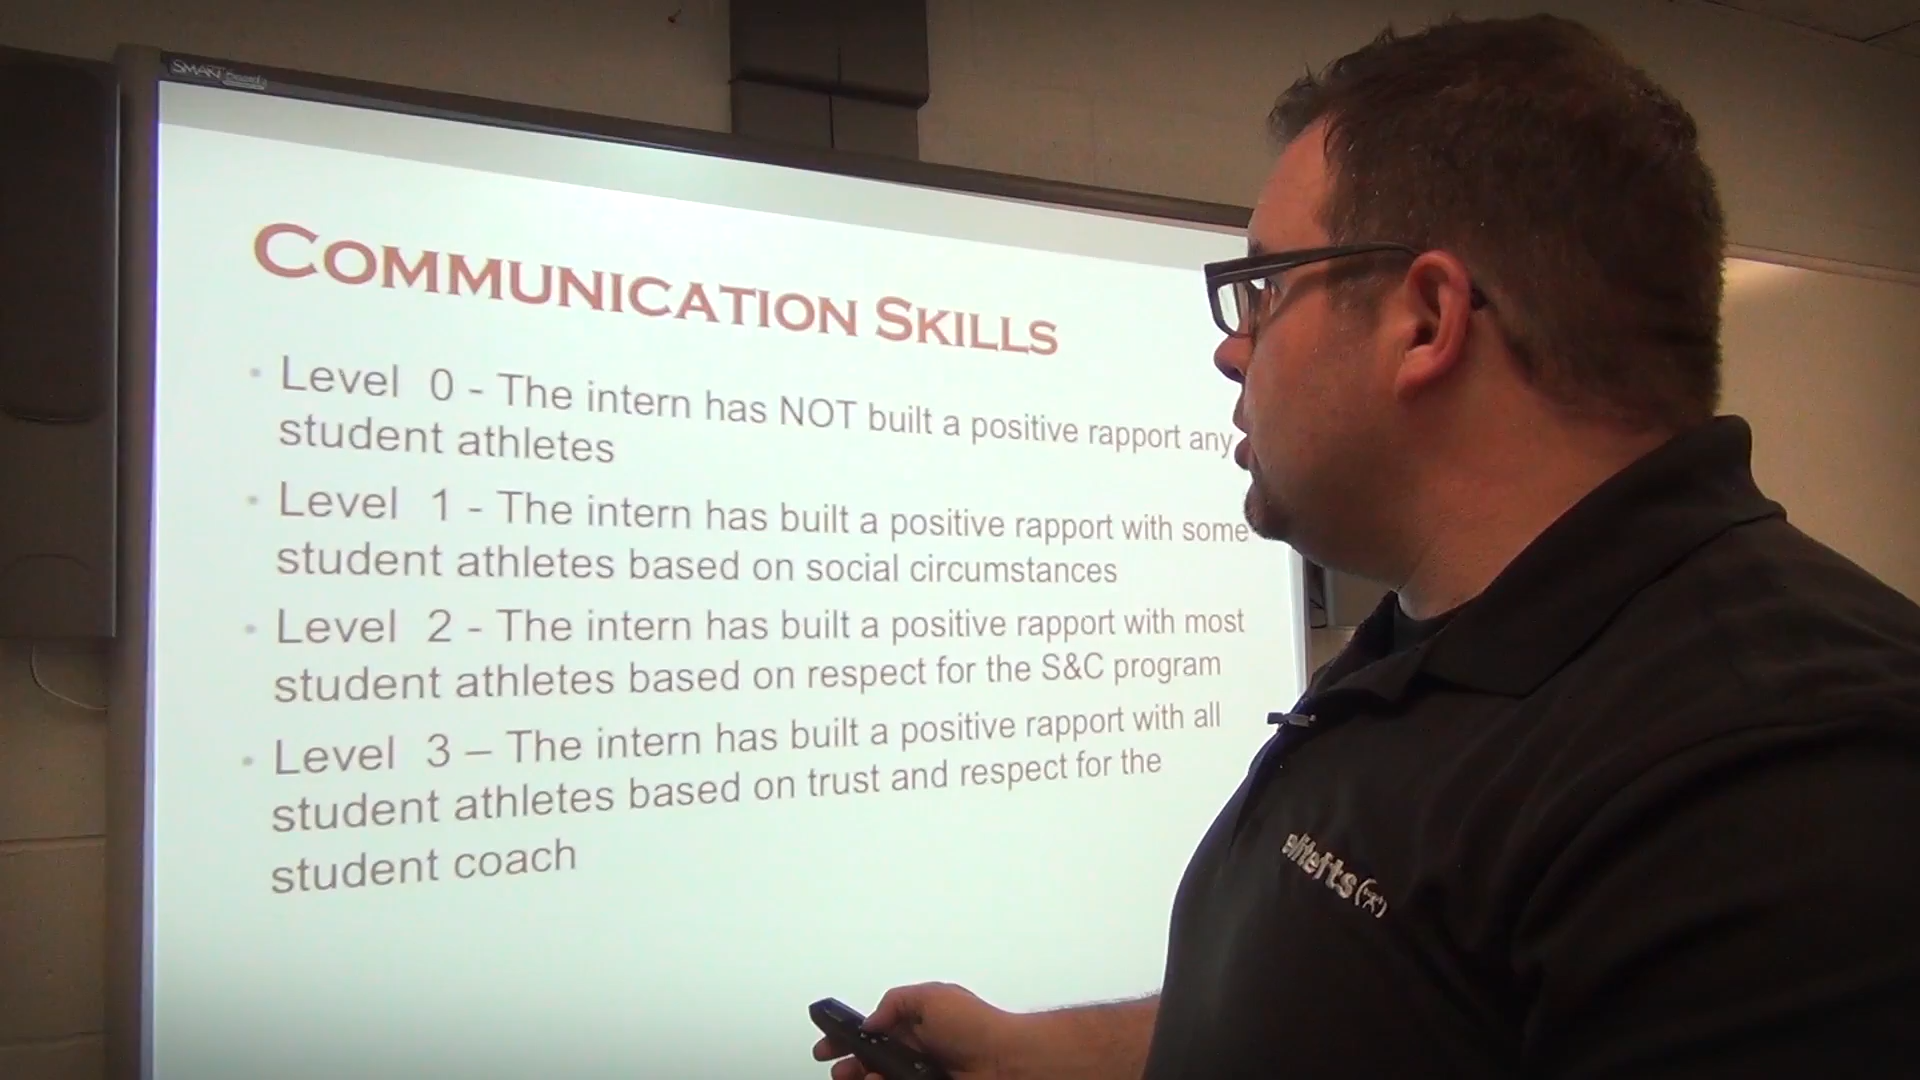 SMART Board
COMMUNICATION SKILLS
• Level 0 - The intern has NOT built a positive rapport any
student athletes
• Level 1 - The intern has built a positive rapport with some
student athletes based on social circumstances
• Level 2 - The intern has built a positive rapport with most
student athletes based on respect for the S&C program
• Level 3 – The intern has built a positive rapport with all
student athletes based on trust and respect for the
student coach
elitefts